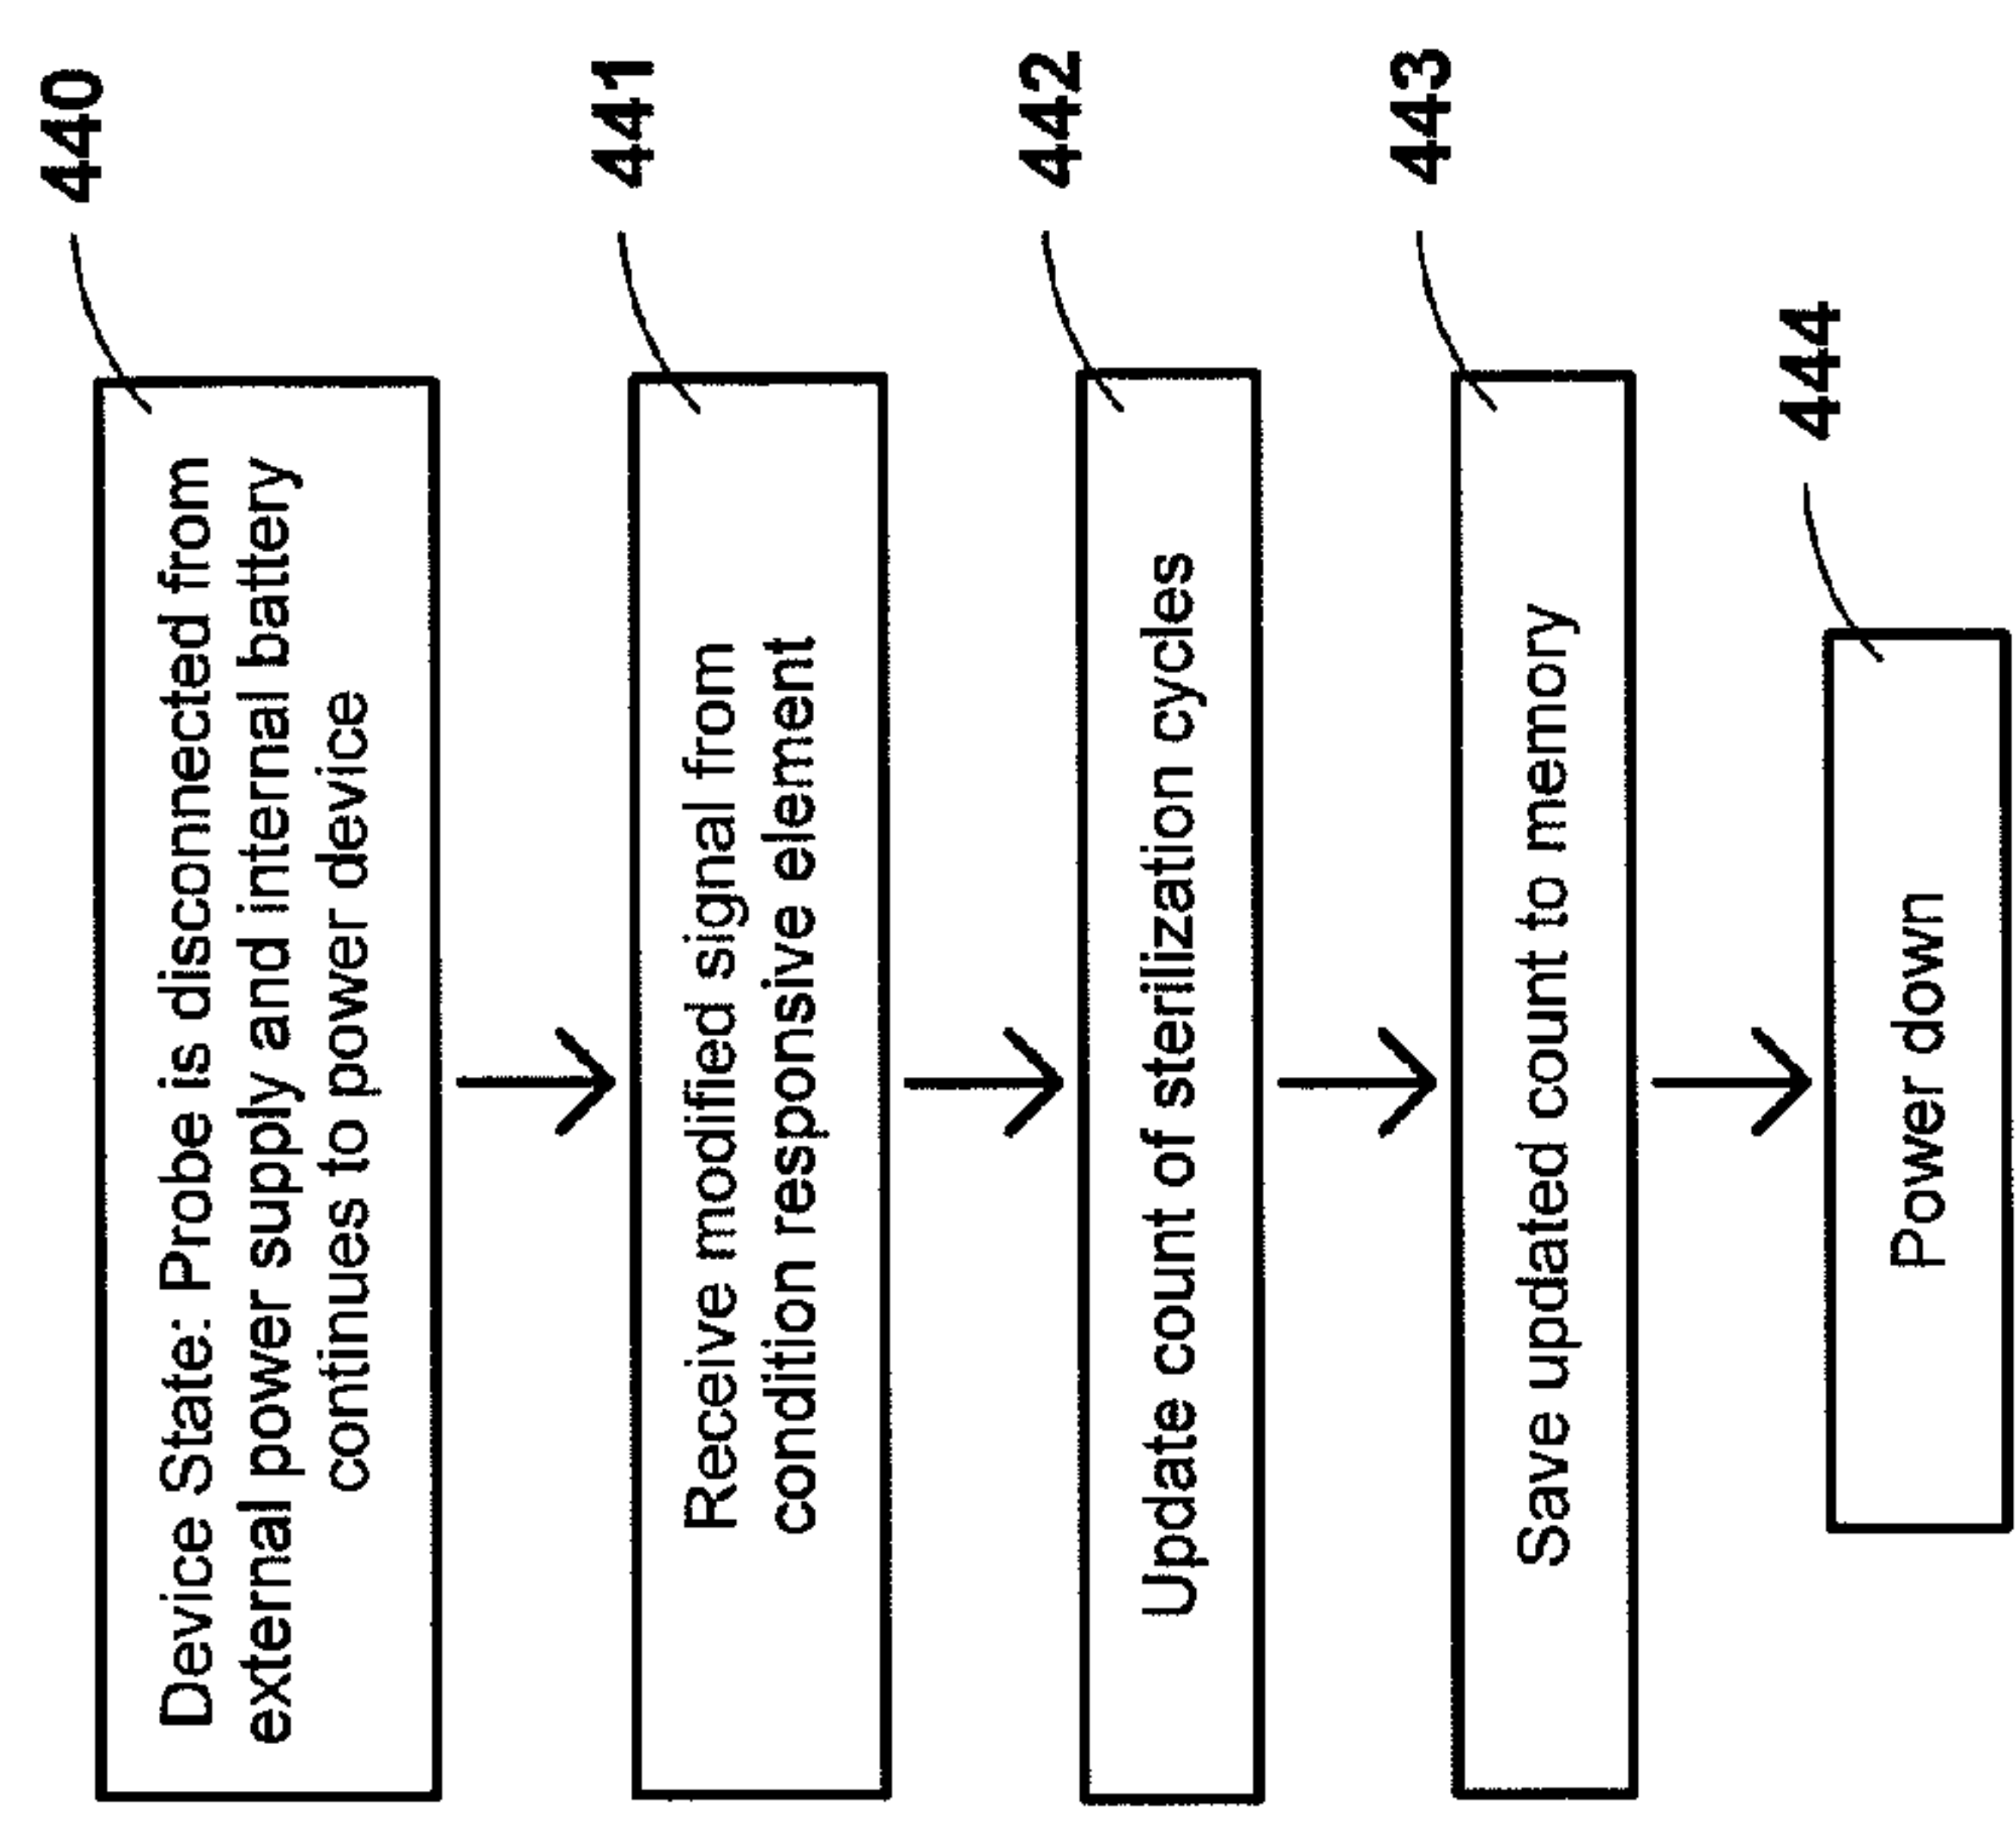 440
Device State: Probe is disconnected from
external power supply and internal battery
continues to power device
441
Receive modified signal from
condition responsive element
442
Update count of sterilization cycles
443
Save updated count to memory
444
Power down